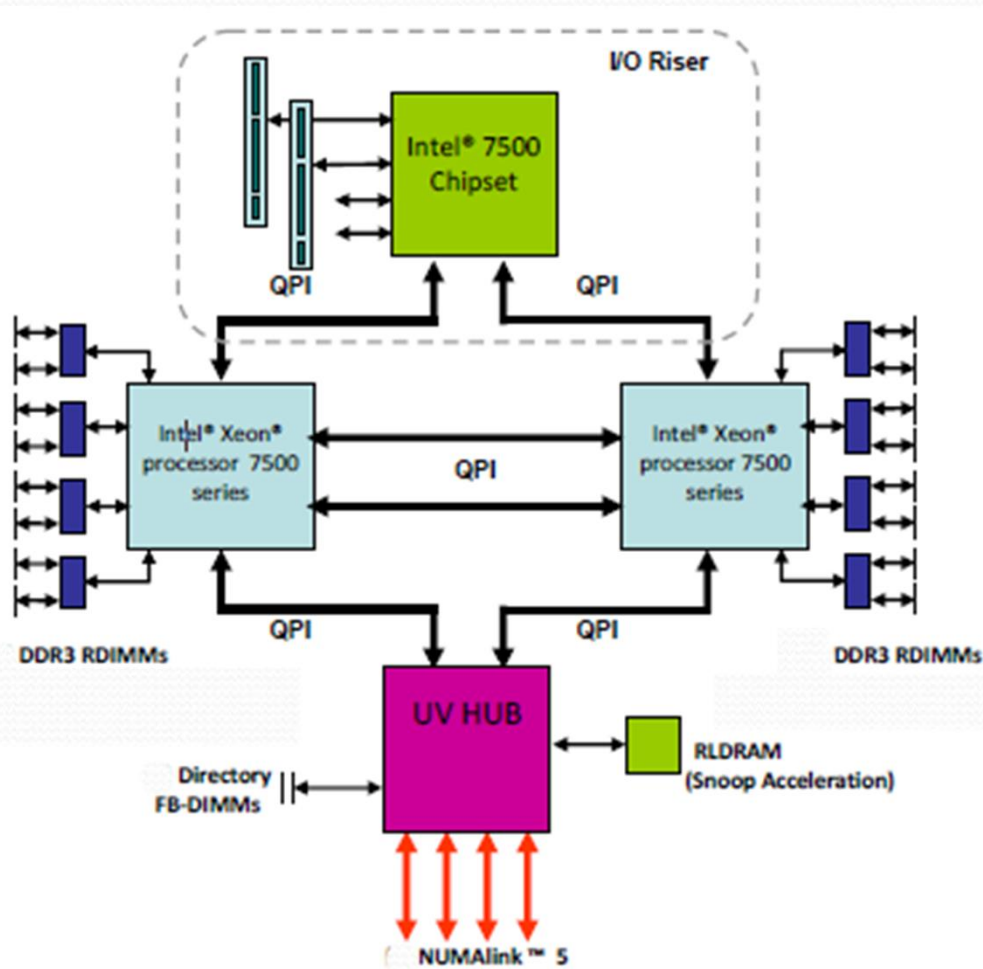 I/O Riser
Intel® 7500
Chipset
QPI
QPI
Intel® Xeon®
processor 7500
series
QPI
Intel® Xeon®
processor 7500
series
QPI
QPI
DDR3 RDIMMs
DDR3 RDIMMs
UV HUB
RLDRAM
(Snoop Acceleration)
Directory
FB-DIMMs
NUMAlink™ 5